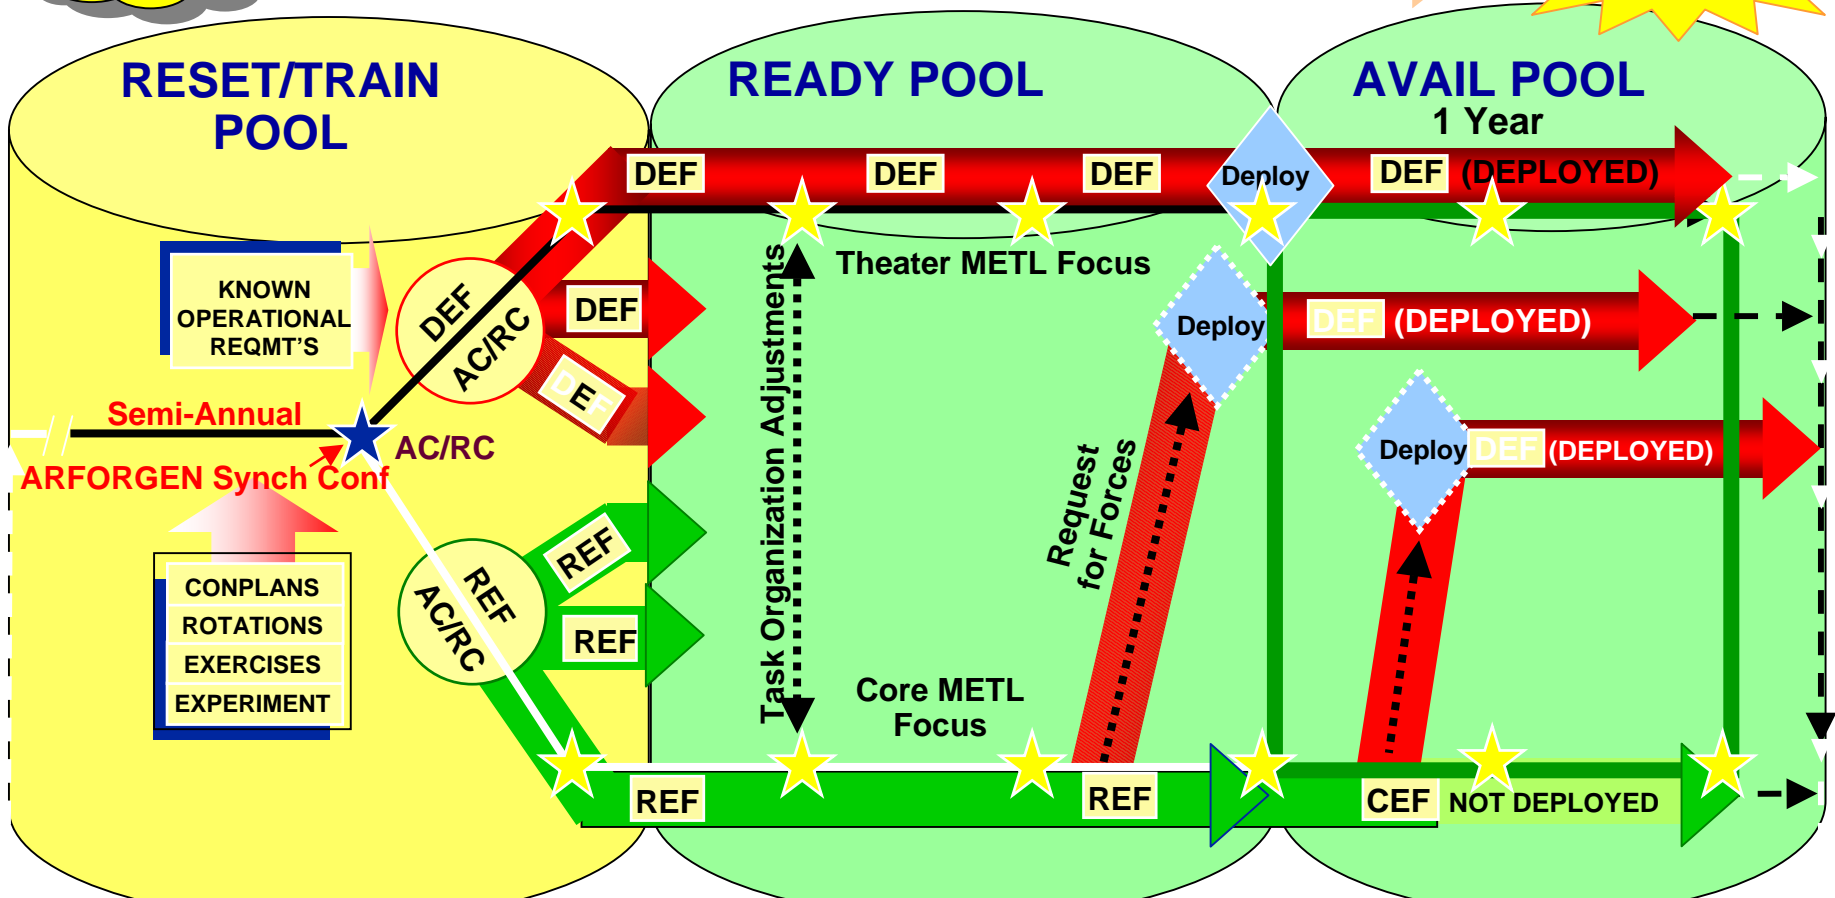 RESET/TRAIN
POOL
READY POOL
AVAIL POOL
1 Year
DEF
DEF
DEF
Deploy
DEF (DEPLOYED)
Theater METL Focus
KNOWN
OPERATIONAL
REQMT'S
DEF
AC/RC
DEF
DEF
Deploy
DEF (DEPLOYED)
Semi-Annual
AC/RC
ARFORGEN Synch Conf
Task Organization Adjustments
Request
for Forces
Deploy
DEF (DEPLOYED)
CONPLANS
ROTATIONS
EXERCISES
EXPERIMENT
REF
AC/RC
REF
REF
Core METL
Focus
REF
REF
CEF NOT DEPLOYED